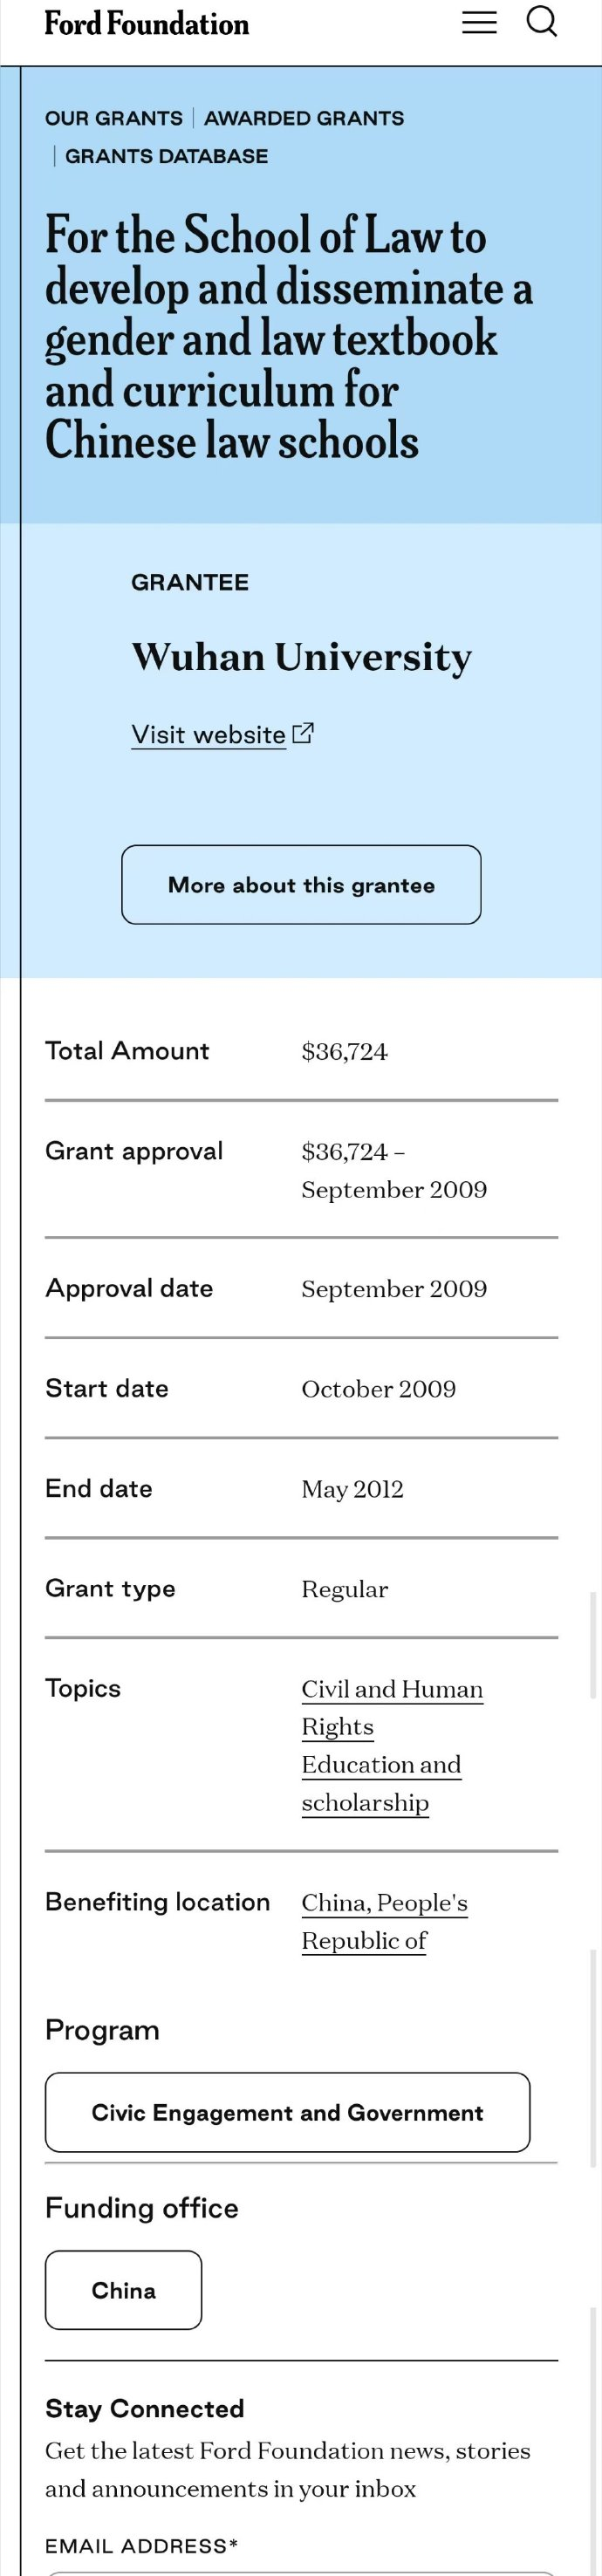 Ford Foundation
OUR GRANTS | AWARDED GRANTS
| GRANTS DATABASE
For the School of Law to
develop and disseminate a
gender and law textbook
and curriculum for
Chinese law schools
GRANTEE
Wuhan University
Visit website
More about this grantee
Total Amount $36,724
Grant approval $36,724 –
September 2009
Approval date September 2009
Start date October 2009
End date May 2012
Grant type Regular
Topics Civil and Human
Rights
Education and
scholarship
Benefiting location China, People's
Republic of
Program
Civic Engagement and Government
Funding office
China
Stay Connected
Get the latest Ford Foundation news, stories
and announcements in your inbox
EMAIL ADDRESS*